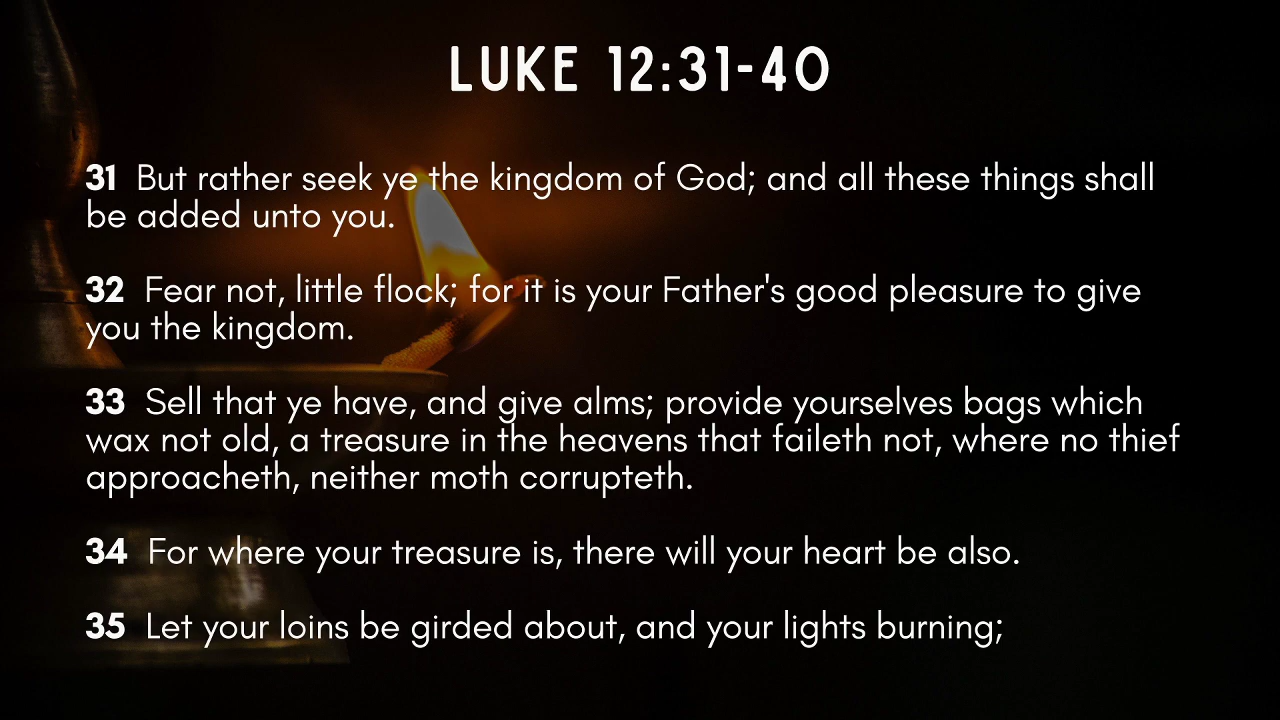 LUKE 12:31-40
31 But rather seek ye the kingdom of God; and all these things shall
be added unto you.
32 Fear not, little flock; for it is your Father's good pleasure to give
you the kingdom.
33 Sell that ye have, and give alms; provide yourselves bags which
wax not old, a treasure in the heavens that faileth not, where no thief
approacheth, neither moth corrupteth.
34 For where your treasure is, there will your heart be also.
35 Let your loins be girded about, and your lights burning;